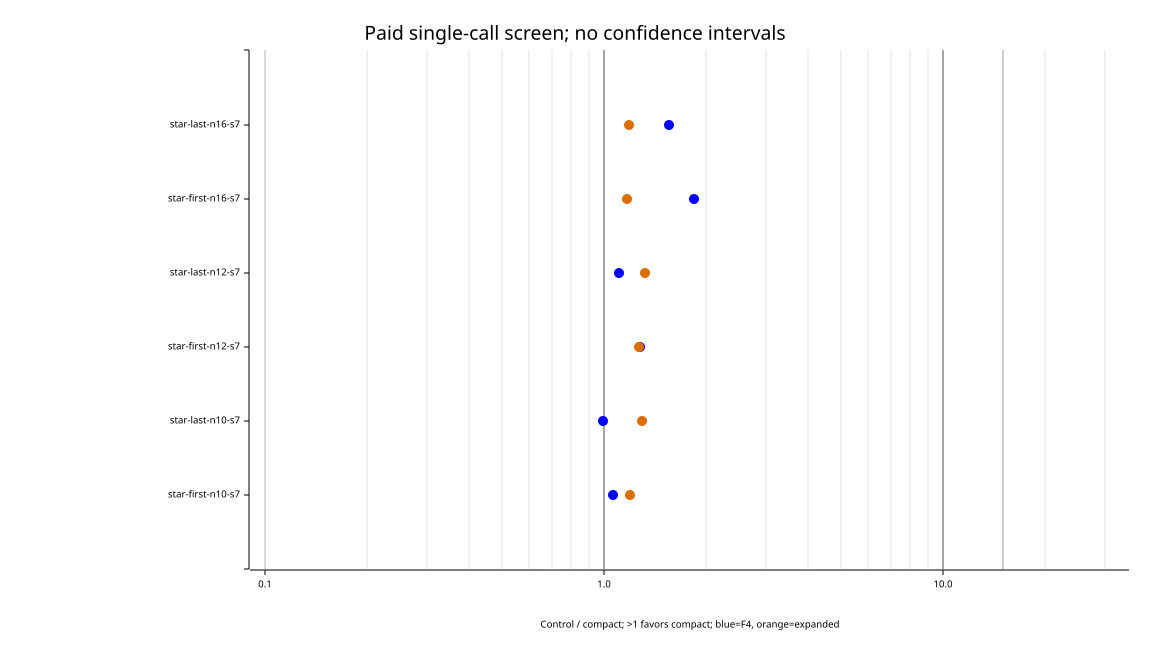 Paid single-call screen; no confidence intervals
star-last-n16-s7
star-first-n16-s7
star-last-n12-s7
star-first-n12-s7
star-last-n10-s7
star-first-n10-s7
0.1 1.0 10.0
Control / compact; >1 favors compact; blue=F4, orange=expanded